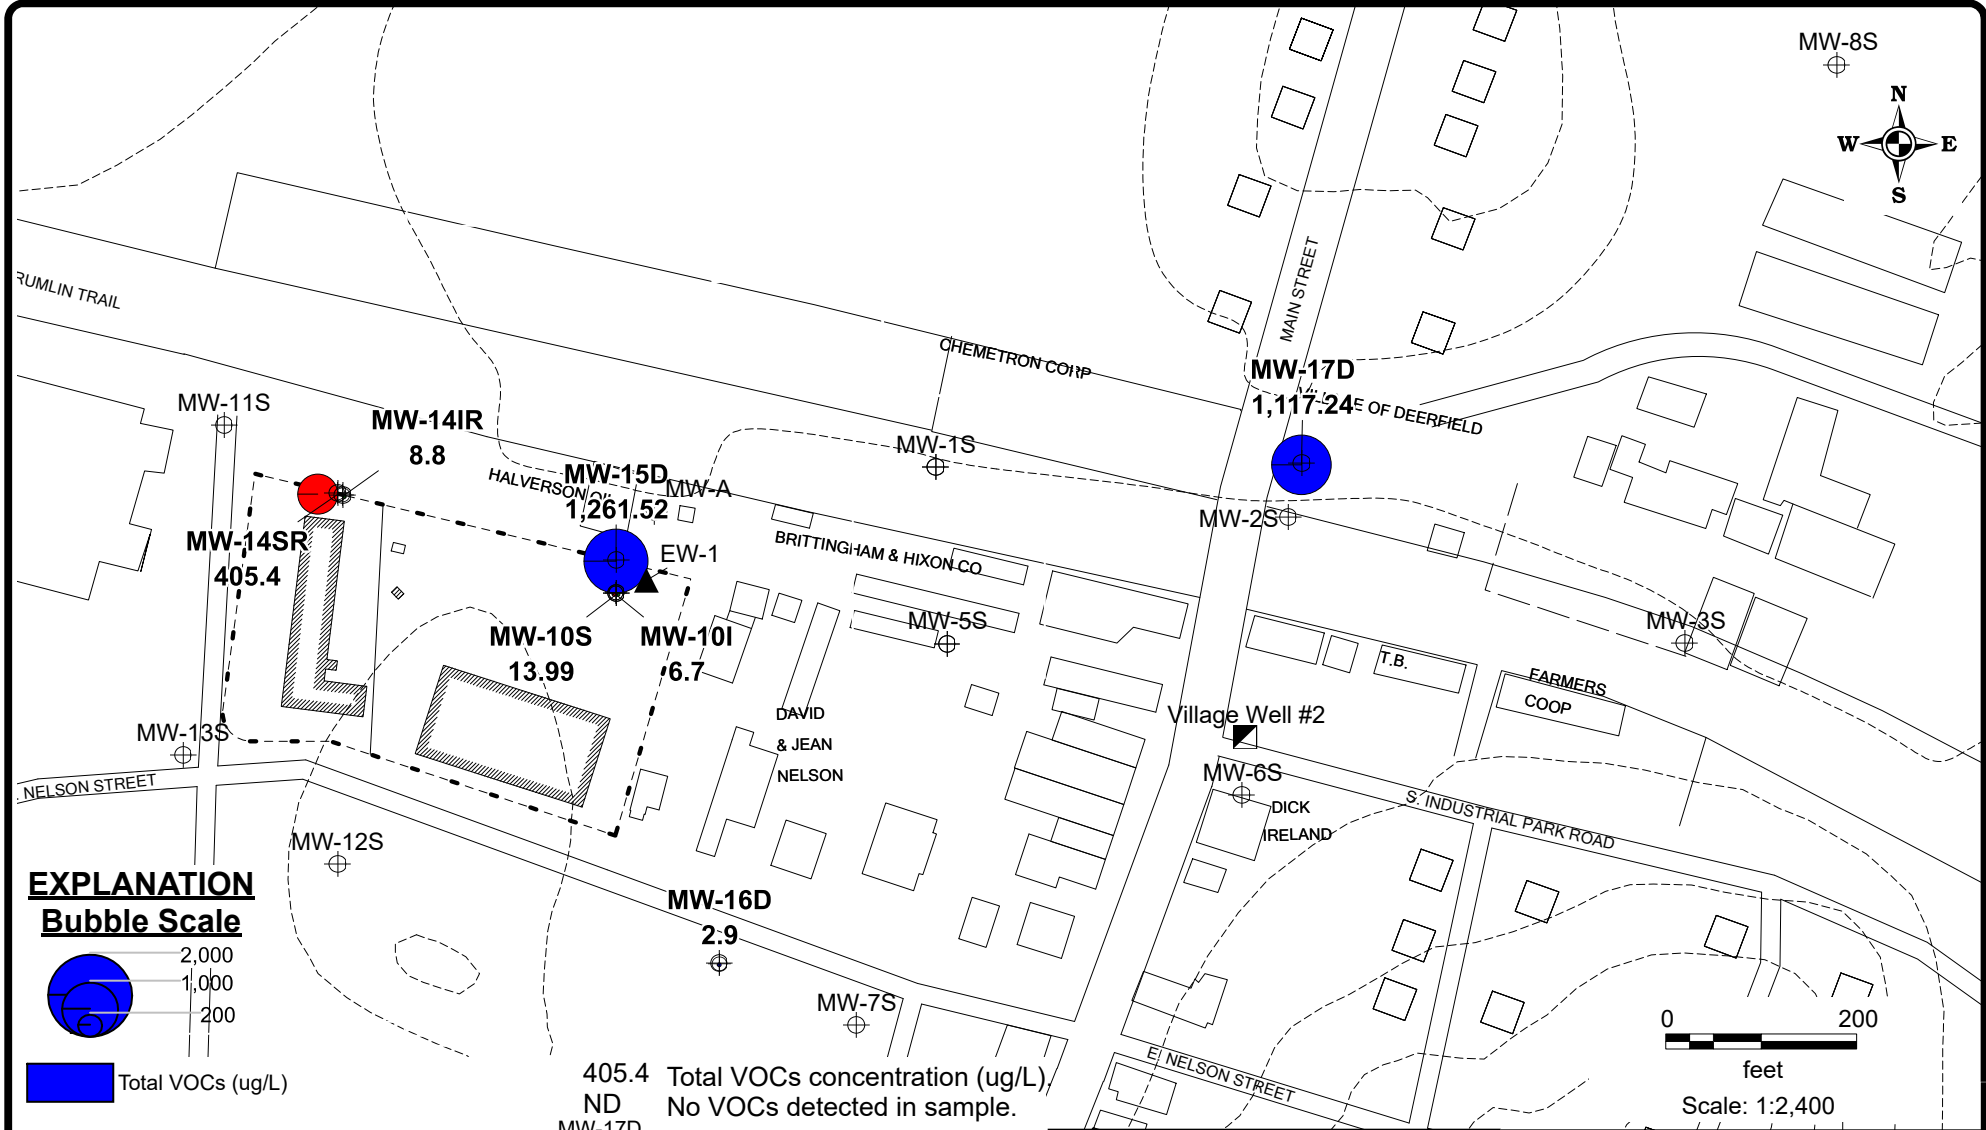 MW-8S
N
W E
S
RUMLIN TRAIL
MAIN STREET
CHEMETRON CORP
MW-17D
1,117.24
E OF DEERFIELD
MW-11S
MW-14IR
8.8
MW-1S
HALVERSON OIL
MW-15D
1,261.52
MW-A
MW-2S
MW-14SR
405.4
BRITTINGHAM & HIXON CO
EW-1
MW-10S
13.99
MW-10I
6.7
MW-5S
MW-3S
T.B.
FARMERS
COOP
DAVID
& JEAN
NELSON
Village Well #2
MW-13S
NELSON STREET
MW-6S
DICK
IRELAND
S. INDUSTRIAL PARK ROAD
MW-12S
EXPLANATION
Bubble Scale
2,000
1,000
200
Total VOCs (ug/L)
MW-16D
2.9
MW-7S
E. NELSON STREET
0 200
feet
Scale: 1:2,400
405.4 Total VOCs concentration (ug/L).
ND No VOCs detected in sample.
MW-17D